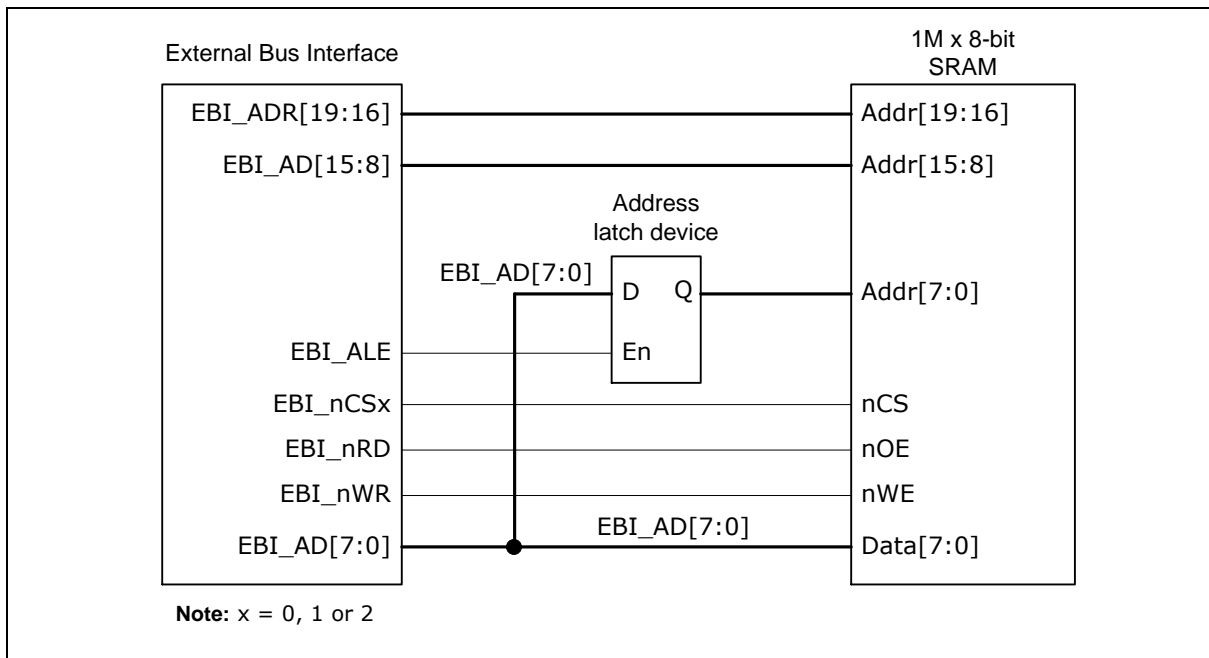 External Bus Interface
1M x 8-bit
SRAM
EBI_ADR[19:16]
Addr[19:16]
EBI_AD[15:8]
Addr[15:8]
Address
latch device
EBI_AD[7:0]
D
Q
Addr[7:0]
EBI_ALE
En
EBI_nCSx
nCS
EBI_nRD
nOE
EBI_nWR
nWE
EBI_AD[7:0]
EBI_AD[7:0]
Data[7:0]
Note: x = 0, 1 or 2